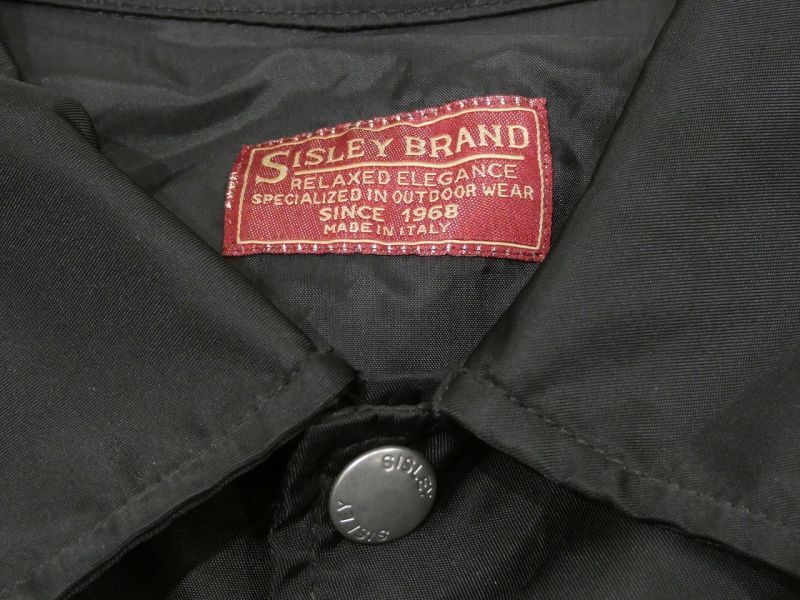 SISLEY BRAND
RELAXED ELEGANCE
SPECIALIZED IN OUTDOOR WEAR
SINCE 1968
MADE IN ITALY
SISLEY
SISLEY